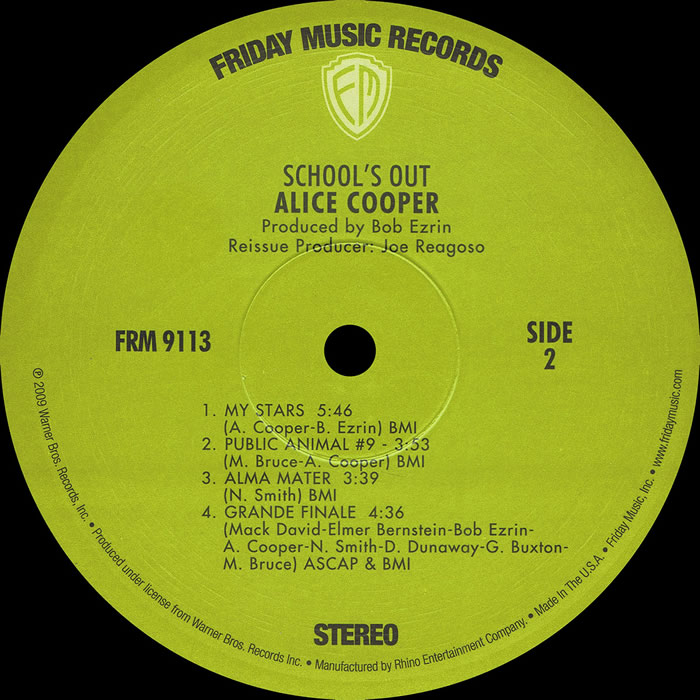 FRIDAY MUSIC RECORDS
FM
SCHOOL'S OUT
ALICE COOPER
Produced by Bob Ezrin
Reissue Producer: Joe Reagoso
FRM 9113
SIDE
2
1. MY STARS 5:46
(A. Cooper-B. Ezrin) BMI
2. PUBLIC ANIMAL #9 - 3:53
(M. Bruce-A. Cooper) BMI
3. ALMA MATER 3:39
(N. Smith) BMI
4. GRANDE FINALE 4:36
(Mack David-Elmer Bernstein-Bob Ezrin-
A. Cooper-N. Smith-D. Dunaway-G. Buxton-
M. Bruce) ASCAP & BMI
STEREO
℗ 2009 Warner Bros. Records, Inc. • Produced under license from Warner Bros. Records Inc. • Manufactured by Rhino Entertainment Company. • Made In The U.S.A. • Friday Music, Inc. • www.fridaymusic.com